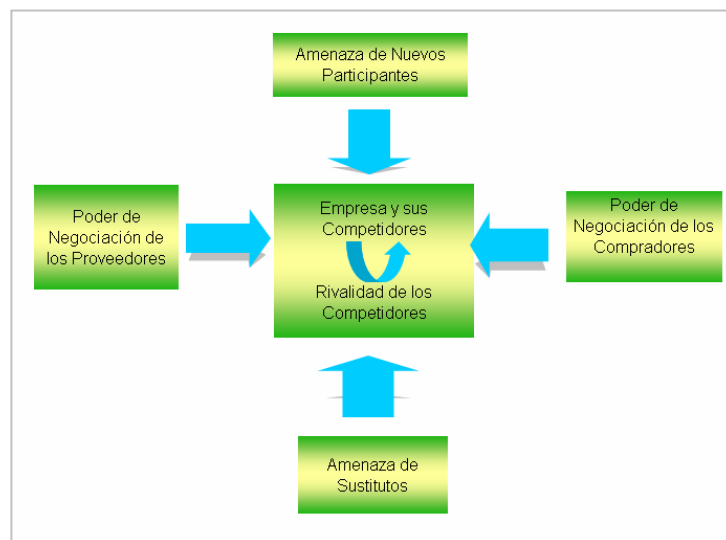 Amenaza de Nuevos
Participantes
Poder de
Negociación de
los Proveedores
Empresa y sus
Competidores
Rivalidad de los
Competidores
Poder de
Negociación de los
Compradores
Amenaza de
Sustitutos